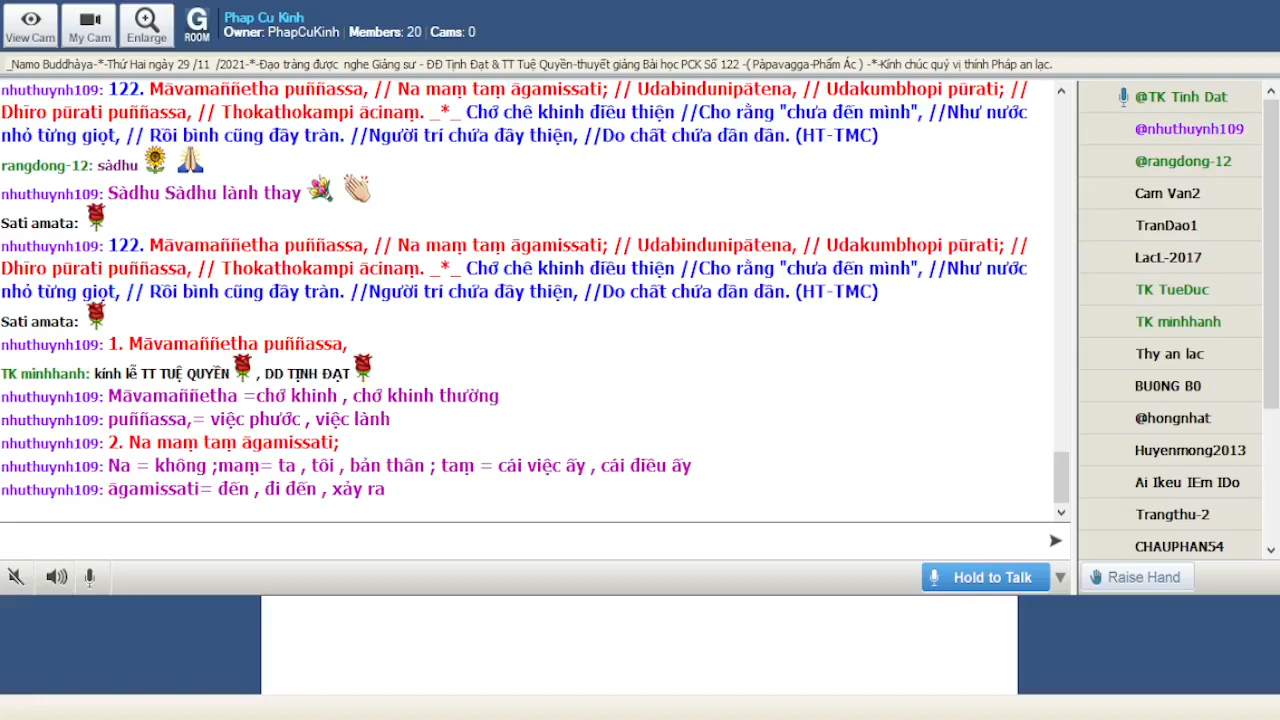 View Cam
My Cam
Enlarge
G
ROOM
Phap Cu Kinh
Owner: PhapCuKinh | Members: 20 | Cams: 0
_Namo Buddhàya-*-Thứ Hai ngày 29 /11 /2021-*-Đạo tràng được nghe Giảng sư - ĐĐ Tịnh Đạt & TT Tuệ Quyền-thuyết giảng Bài học PCK Số 122 -( Pàpavagga-Phẩm Ác ) -*-Kính chúc quý vị thính Pháp an lạc.
nhuthuynh109: 122. Māvamaññetha puññassa, // Na maṃ taṃ āgamissati; // Udabindunipātena, // Udakumbhopi pūrati; //
Dhīro pūrati puññassa, // Thokathokampi ācinaṃ. _*_ Chớ chê khinh điều thiện //Cho rằng "chưa đến mình", //Như nước
nhỏ từng giọt, // Rồi bình cũng đầy tràn. //Người trí chứa đầy thiện, //Do chất chứa dần dần. (HT-TMC)
rangdong-12: sàdhu
nhuthuynh109: Sàdhu Sàdhu lành thay
Sati amata:
nhuthuynh109: 122. Māvamaññetha puññassa, // Na maṃ taṃ āgamissati; // Udabindunipātena, // Udakumbhopi pūrati; //
Dhīro pūrati puññassa, // Thokathokampi ācinaṃ. _*_ Chớ chê khinh điều thiện //Cho rằng "chưa đến mình", //Như nước
nhỏ từng giọt, // Rồi bình cũng đầy tràn. //Người trí chứa đầy thiện, //Do chất chứa dần dần. (HT-TMC)
Sati amata:
nhuthuynh109: 1. Māvamaññetha puññassa,
TK minhhanh: kính lễ TT TUỆ QUYỀN , DD TỊNH ĐẠT
nhuthuynh109: Māvamaññetha =chớ khinh , chớ khinh thường
nhuthuynh109: puññassa,= việc phước , việc lành
nhuthuynh109: 2. Na maṃ taṃ āgamissati;
nhuthuynh109: Na = không ;maṃ= ta , tôi , bản thân ; taṃ = cái việc ấy , cái điều ấy
nhuthuynh109: āgamissati= đến , đi đến , xảy ra
Hold to Talk
@TK Tinh Dat
@nhuthuynh109
@rangdong-12
Cam Van2
TranDao1
LacL-2017
TK TueDuc
TK minhhanh
Thy an lac
BU0NG B0
@hongnhat
Huyenmong2013
Ai Ikeu IEm IDo
Trangthu-2
CHAUPHAN54
Raise Hand